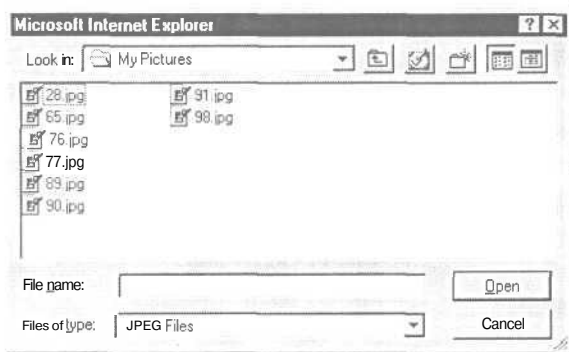 Microsoft Internet Explorer
Look in: My Pictures
28.jpg 91.jpg
65.jpg 98.jpg
76.jpg
77.jpg
89.jpg
90.jpg
File name: Open
Files of type: JPEG Files Cancel